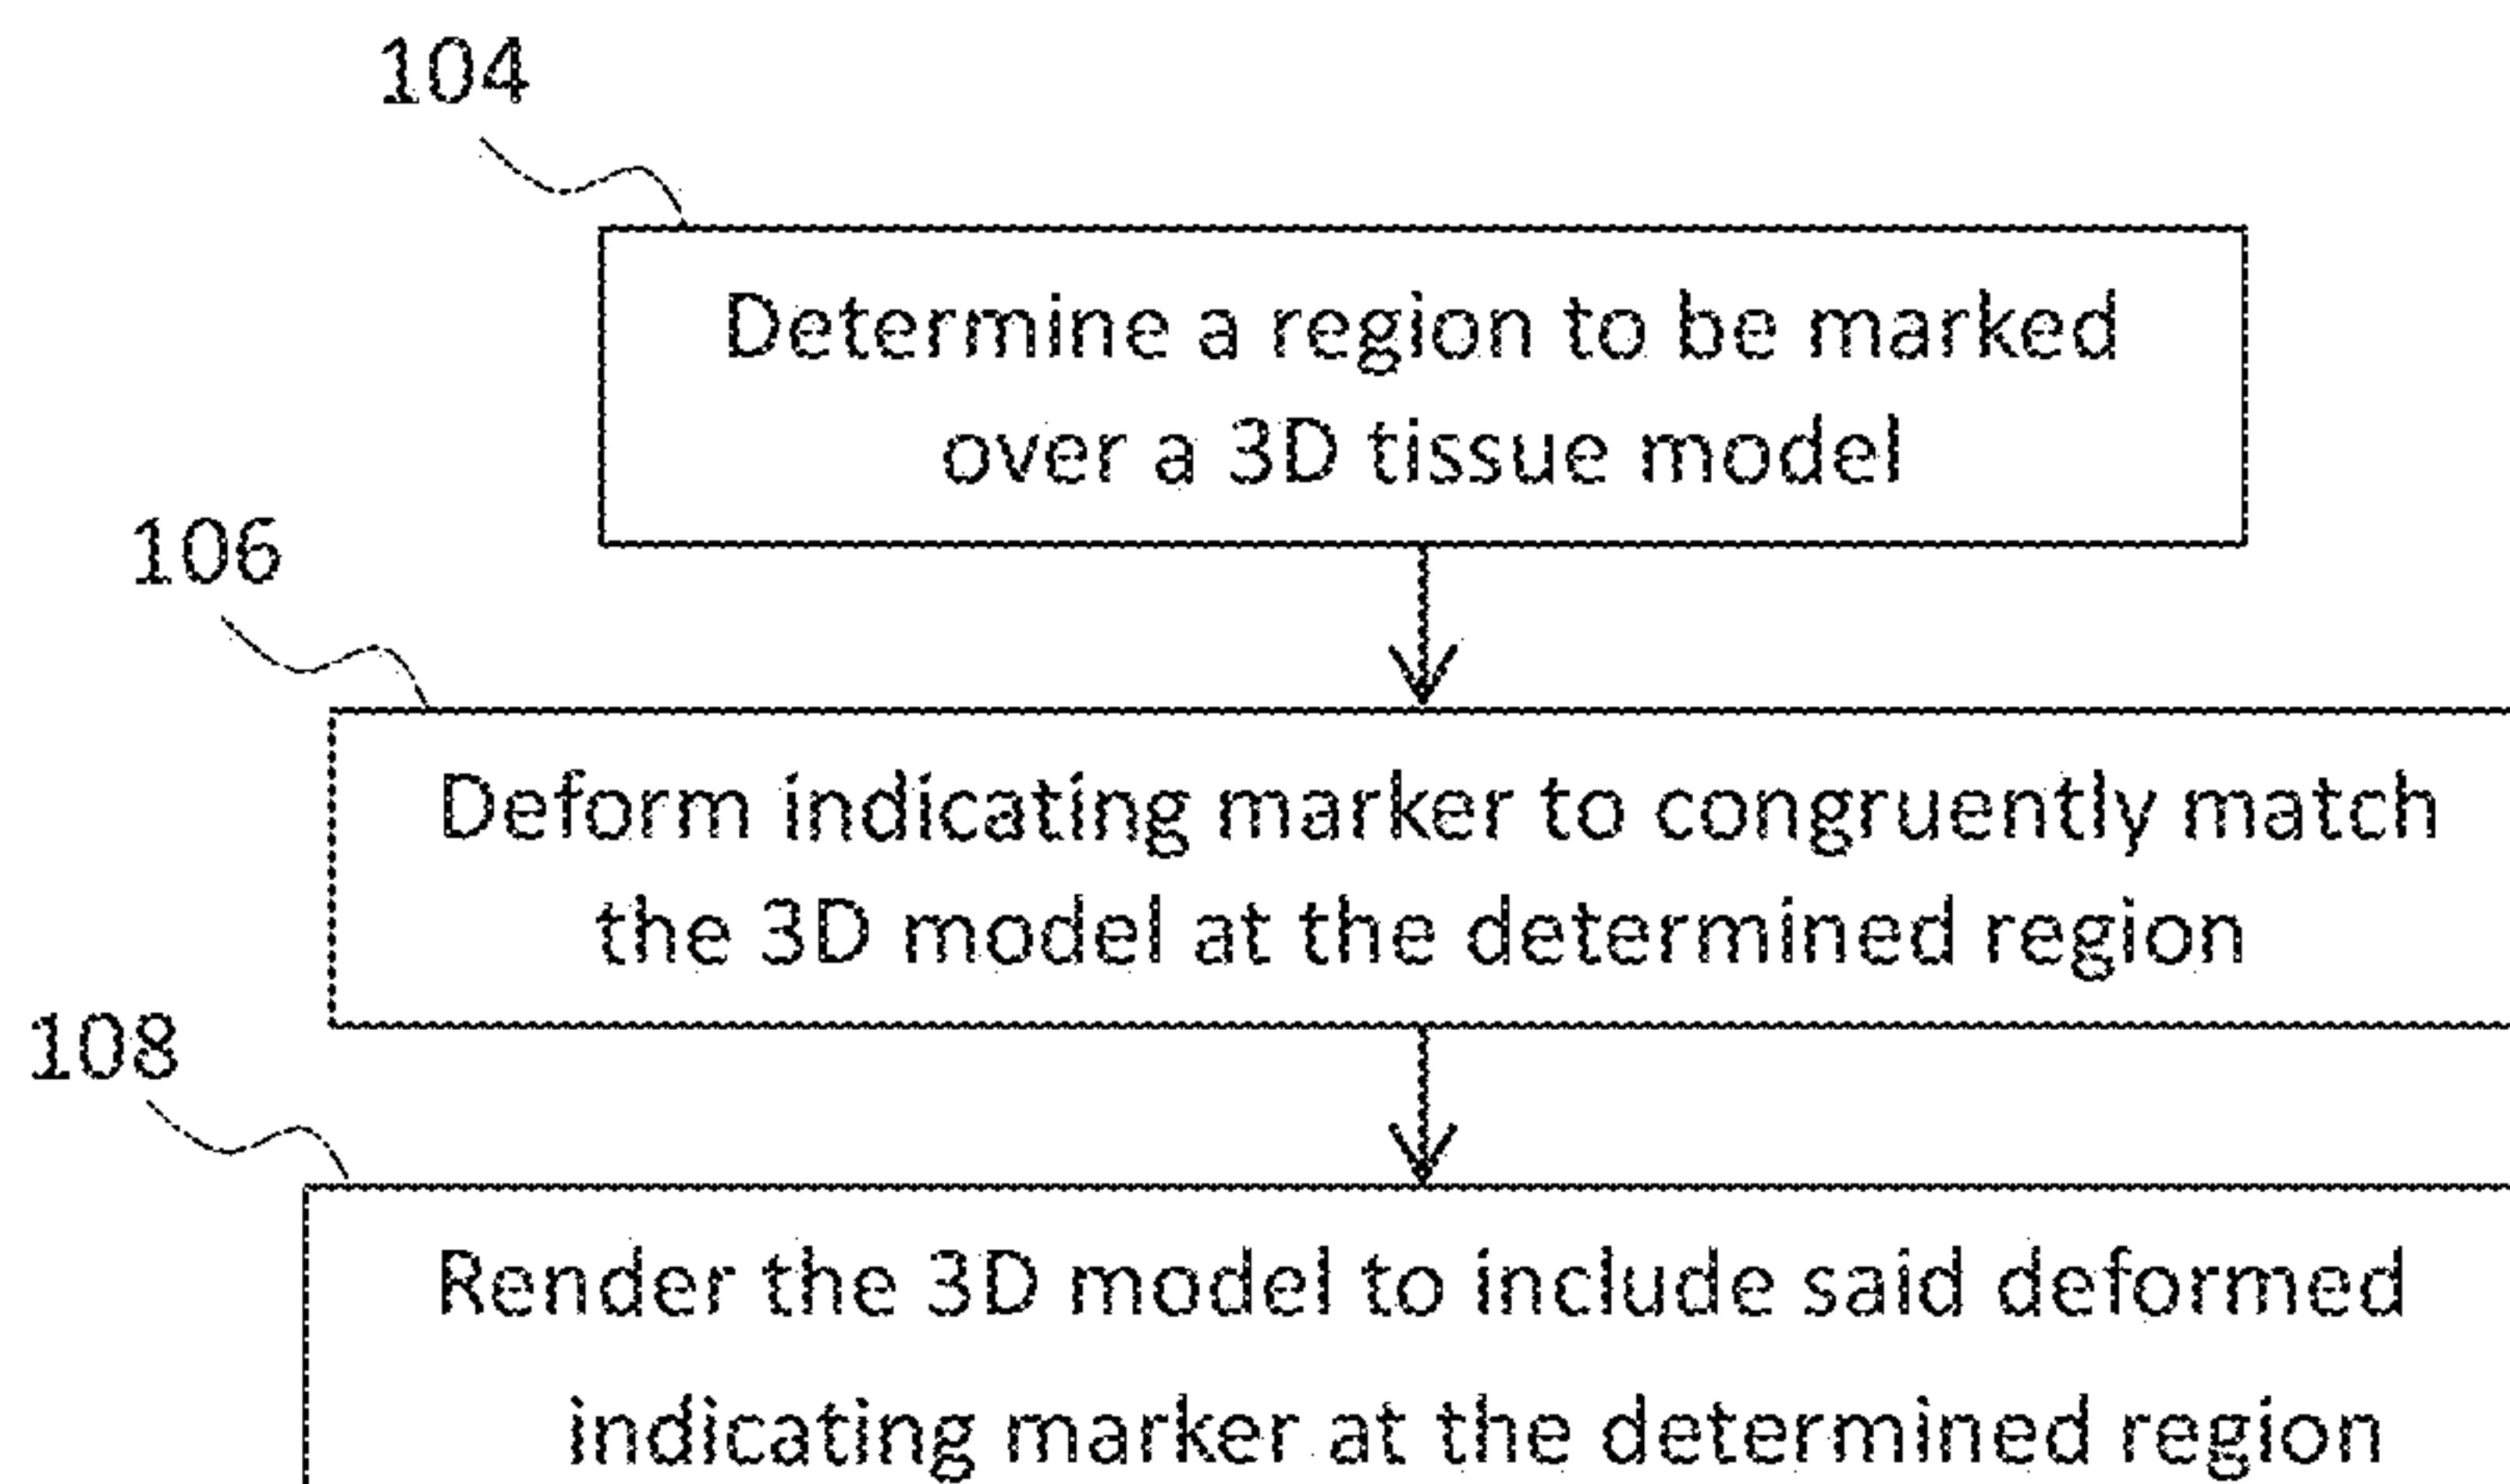 104
Determine a region to be marked
over a 3D tissue model
106
Deform indicating marker to congruently match
the 3D model at the determined region
108
Render the 3D model to include said deformed
indicating marker at the determined region